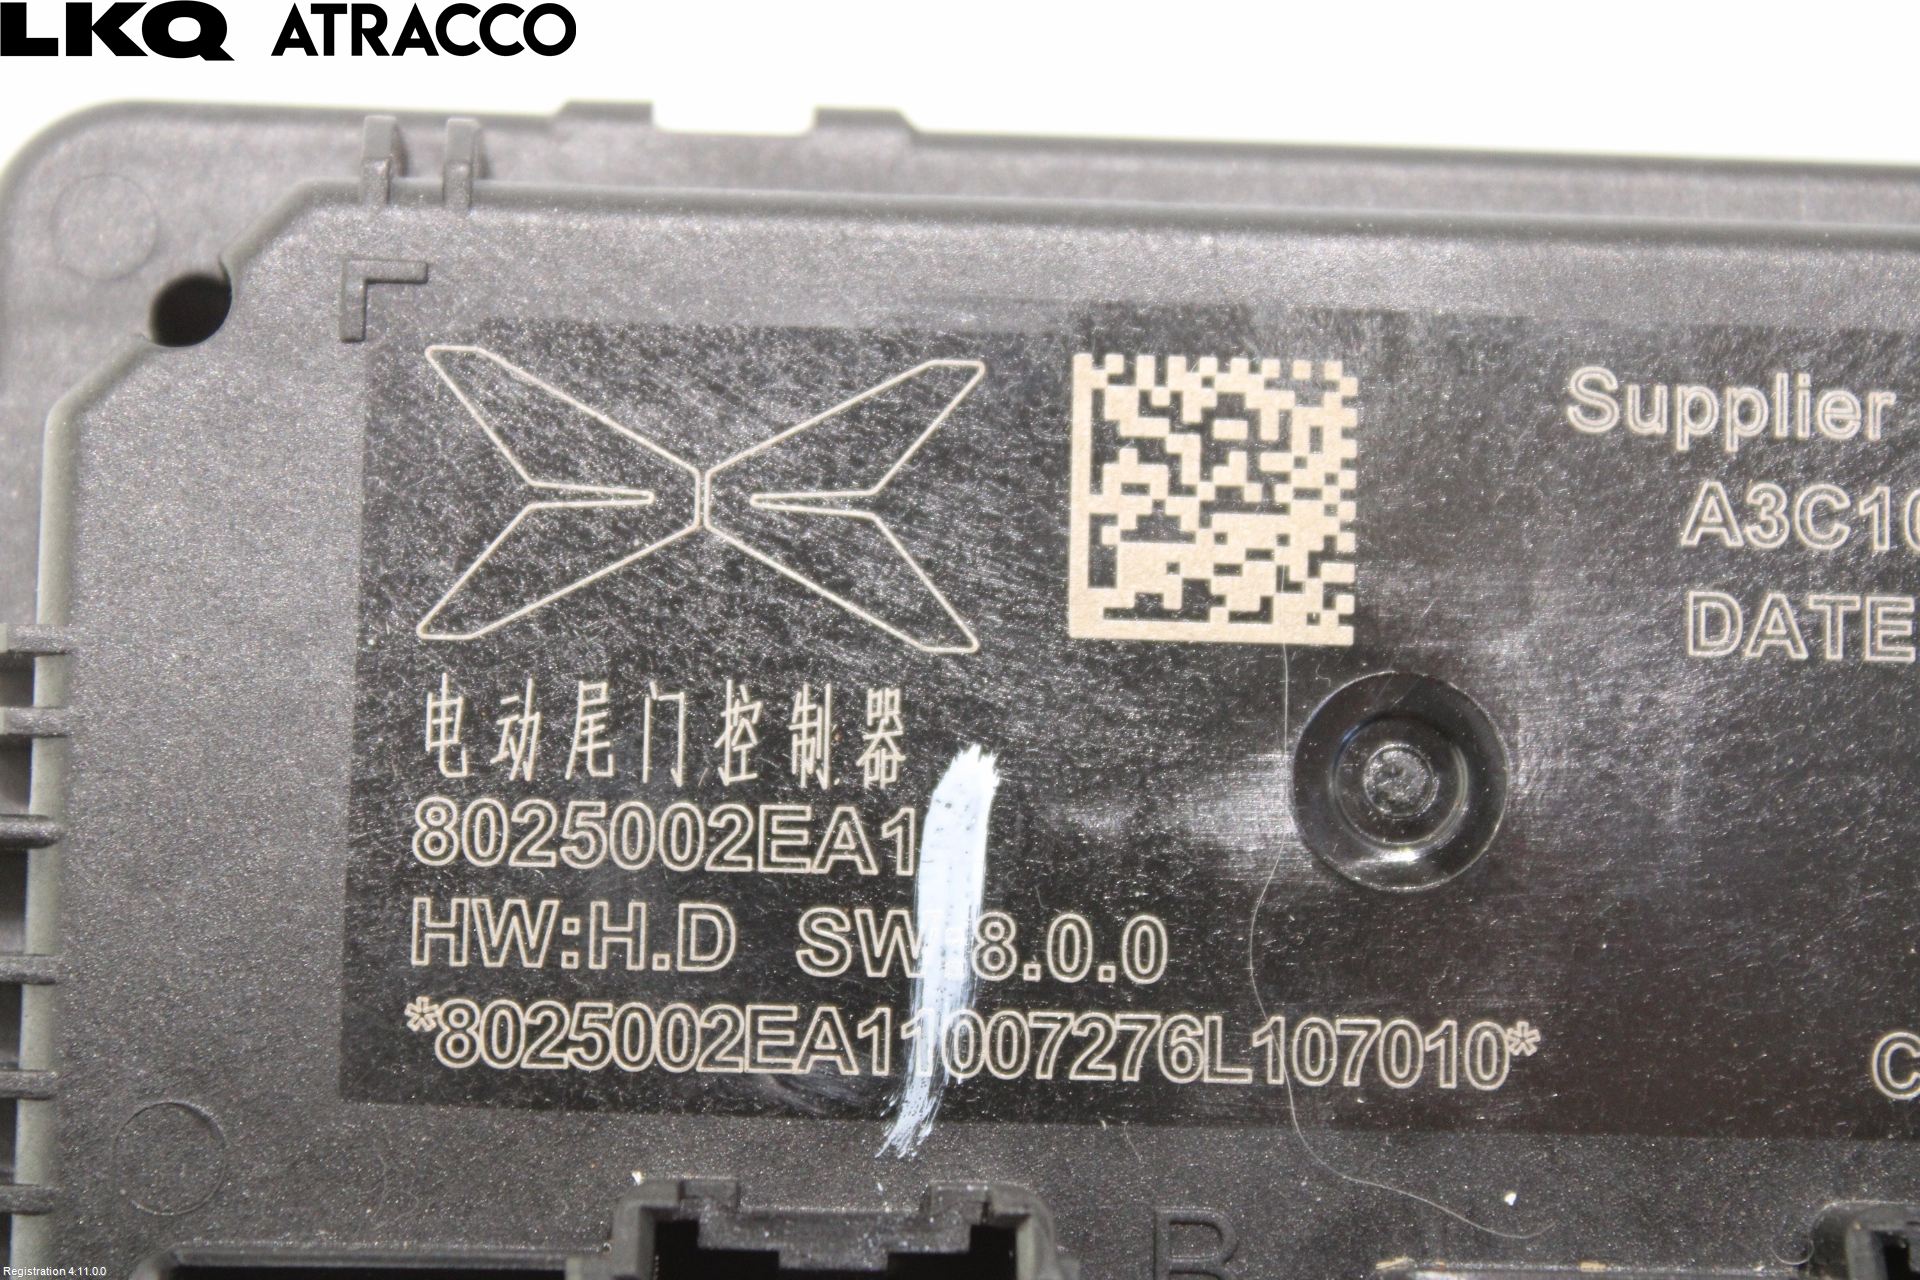 LKQ ATRACCO
Supplier
A3C10
DATE
电动尾门控制器
8025002EA1
HW:H.D SW:8.0.0
*8025002EA11007276L107010*
C
B
Registration 4.11.0.0